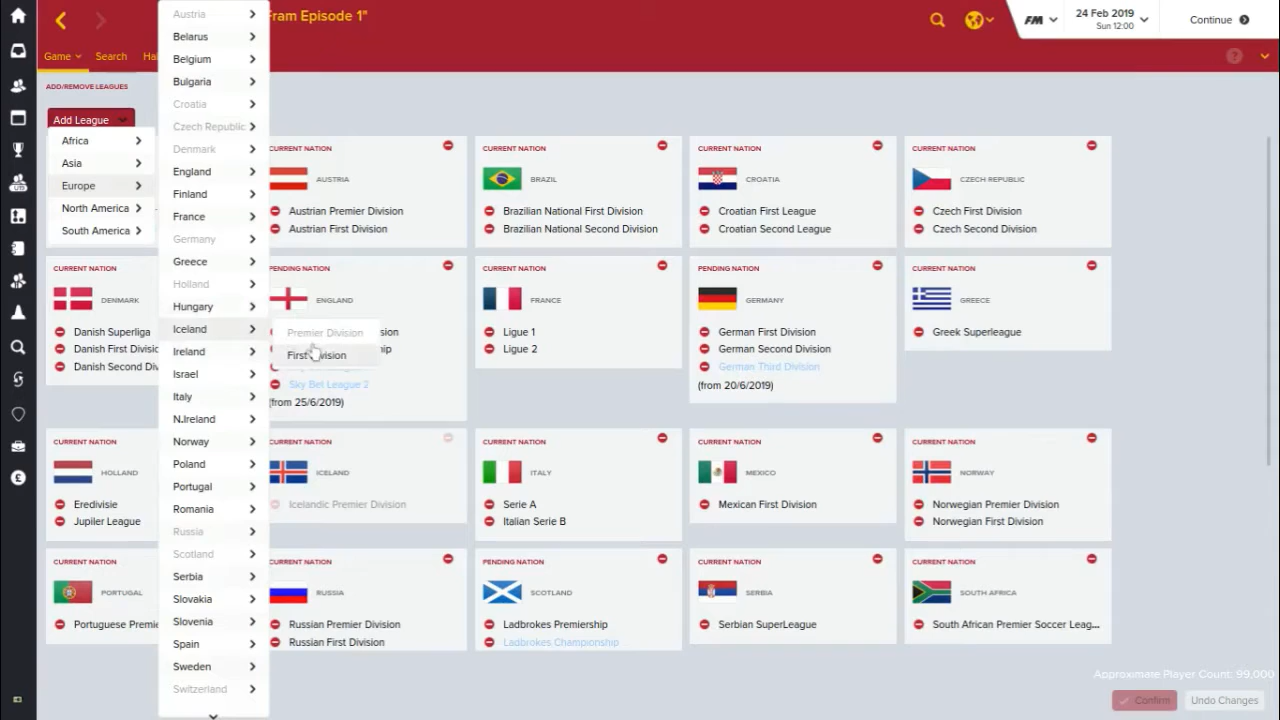 Fram Episode 1"
FM
24 Feb 2019
Sun 12:00
Continue
Game
Search
ADD/REMOVE LEAGUES
Add League
Africa
Asia
Europe
North America
South America
Austria
Belarus
Belgium
Bulgaria
Croatia
Czech Republic
Denmark
England
Finland
France
Germany
Greece
Holland
Hungary
Iceland
Ireland
Israel
Italy
N.Ireland
Norway
Poland
Portugal
Romania
Russia
Scotland
Serbia
Slovakia
Slovenia
Spain
Sweden
Switzerland
Premier Division
First Division
CURRENT NATION
AUSTRIA
Austrian Premier Division
Austrian First Division
CURRENT NATION
BRAZIL
Brazilian National First Division
Brazilian National Second Division
CURRENT NATION
CROATIA
Croatian First League
Croatian Second League
CURRENT NATION
CZECH REPUBLIC
Czech First Division
Czech Second Division
CURRENT NATION
DENMARK
Danish Superliga
Danish First Divisic
Danish Second Div
PENDING NATION
ENGLAND
Sky Bet League 2
(from 25/6/2019)
CURRENT NATION
FRANCE
Ligue 1
Ligue 2
PENDING NATION
GERMANY
German First Division
German Second Division
German Third Division
(from 20/6/2019)
CURRENT NATION
GREECE
Greek Superleague
CURRENT NATION
HOLLAND
Eredivisie
Jupiler League
CURRENT NATION
ICELAND
Icelandic Premier Division
CURRENT NATION
ITALY
Serie A
Italian Serie B
CURRENT NATION
MEXICO
Mexican First Division
CURRENT NATION
NORWAY
Norwegian Premier Division
Norwegian First Division
CURRENT NATION
PORTUGAL
Portuguese Premie
CURRENT NATION
RUSSIA
Russian Premier Division
Russian First Division
PENDING NATION
SCOTLAND
Ladbrokes Premiership
Ladbrokes Championship
CURRENT NATION
SERBIA
Serbian SuperLeague
CURRENT NATION
SOUTH AFRICA
South African Premier Soccer Leag...
Approximate Player Count: 99,000
Confirm
Undo Changes